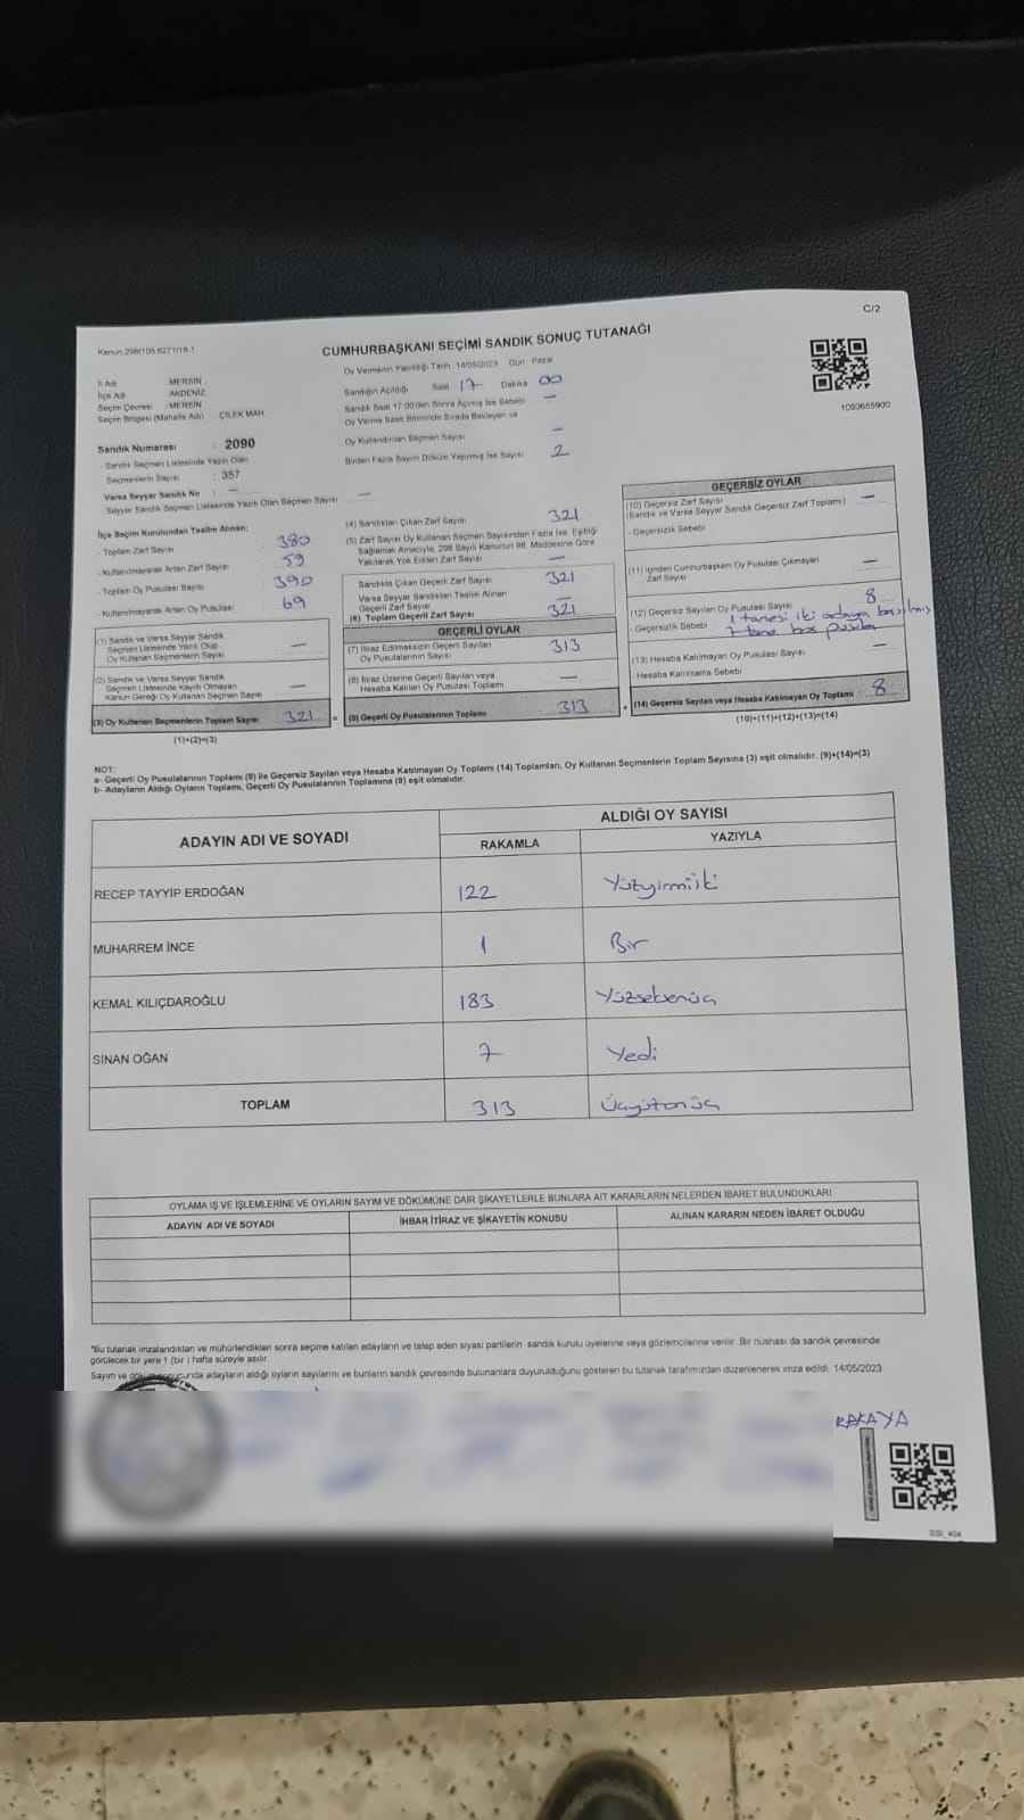 C/2
Kanun:298/105,6271/18.1
CUMHURBAŞKANI SEÇİMİ SANDIK SONUÇ TUTANAĞI
İl Adı : MERSİN
İlçe Adı : AKDENİZ
Seçim Çevresi : MERSİN
Seçim Bölgesi (Mahalle Adı) : ÇİLEK MAH.
Sandık Numarası : 2090
Sandık Seçmen Listesinde Yazılı Olan
Seçmenlerin Sayısı : 357
Varsa Seyyar Sandık No : —
Seyyar Sandık Seçmen Listesinde Yazılı Olan Seçmen Sayısı —
Oy Vermenin Yapıldığı Tarih: 14/05/2023 Gün: Pazar
Sandığın Açıldığı Saat 17 Dakika 00
Sandık Saat 17:00'den Sonra Açılmış İse Sebebi —
Oy Verme Saati Bitiminde Sırada Bekleyen ve
Oy Kullandırılan Seçmen Sayısı —
Birden Fazla Sayım Döküm Yapılmış İse Sayısı 2
1093655900
İlçe Seçim Kurulundan Teslim Alınan:
Toplam Zarf Sayısı 380
Kullanılmayarak Artan Zarf Sayısı 59
Toplam Oy Pusulası Sayısı 390
Kullanılmayarak Artan Oy Pusulası 69
(1) Sandık ve Varsa Seyyar Sandık
Seçmen Listesinde Yazılı Olup
Oy Kullanan Seçmenlerin Sayısı —
(2) Sandık ve Varsa Seyyar Sandık
Seçmen Listesinde Kayıtlı Olmayan
Kanun Gereği Oy Kullanan Seçmen Sayısı —
(3) Oy Kullanan Seçmenlerin Toplam Sayısı 321
(1)+(2)=(3)
(4) Sandıktan Çıkan Zarf Sayısı 321
(5) Zarf Sayısı Oy Kullanan Seçmen Sayısından Fazla İse, Eşitliği
Sağlamak Amacıyla, 298 Sayılı Kanunun 98. Maddesine Göre
Yakılarak Yok Edilen Zarf Sayısı —
Sandıkta Çıkan Geçerli Zarf Sayısı 321
Varsa Seyyar Sandıktan Teslim Alınan
Geçerli Zarf Sayısı —
(6) Toplam Geçerli Zarf Sayısı 321
GEÇERLİ OYLAR
(7) İtiraz Edilmeksizin Geçerli Sayılan
Oy Pusulalarının Sayısı 313
(8) İtiraz Üzerine Geçerli Sayılan veya
Hesaba Katılan Oy Pusulası Toplamı —
(9) Geçerli Oy Pusulalarının Toplamı 313
GEÇERSİZ OYLAR
(10) Geçersiz Zarf Sayısı
(Sandık ve Varsa Seyyar Sandık Geçersiz Zarf Toplamı) —
- Geçersizlik Sebebi
(11) İçinden Cumhurbaşkanı Oy Pusulası Çıkmayan
Zarf Sayısı —
(12) Geçersiz Sayılan Oy Pusulası Sayısı 8
- Geçersizlik Sebebi 1 tanesi iki adaya basılmış
7 tane boş pusula
(13) Hesaba Katılmayan Oy Pusulası Sayısı —
Hesaba Katılmama Sebebi
(14) Geçersiz Sayılan veya Hesaba Katılmayan Oy Toplamı 8
(10)+(11)+(12)+(13)=(14)
NOT:
a- Geçerli Oy Pusulalarının Toplamı (9) ile Geçersiz Sayılan veya Hesaba Katılmayan Oy Toplamı (14) Toplamları, Oy Kullanan Seçmenlerin Toplam Sayısına (3) eşit olmalıdır. (9)+(14)=(3)
b- Adayların Aldığı Oyların Toplamı, Geçerli Oy Pusulalarının Toplamına (9) eşit olmalıdır.
ADAYIN ADI VE SOYADI
ALDIĞI OY SAYISI
RAKAMLA YAZIYLA
RECEP TAYYİP ERDOĞAN 122 Yüzyirmiiki
MUHARREM İNCE 1 Bir
KEMAL KILIÇDAROĞLU 183 Yüzseksenüç
SİNAN OĞAN 7 Yedi
TOPLAM 313 Üçyüzonüç
OYLAMA İŞ VE İŞLEMLERİNE VE OYLARIN SAYIM VE DÖKÜMÜNE DAİR ŞİKAYETLERLE BUNLARA AİT KARARLARIN NELERDEN İBARET BULUNDUKLARI
ADAYIN ADI VE SOYADI İHBAR İTİRAZ VE ŞİKAYETİN KONUSU ALINAN KARARIN NEDEN İBARET OLDUĞU
*Bu tutanak imzalandıktan ve mühürlendikten sonra seçime katılan adayların ve talep eden siyasi partilerin sandık kurulu üyelerine veya gözlemcilerine verilir. Bir nüshası da sandık çevresinde
görülecek bir yere 1 (bir) hafta süreyle asılır.
Sayım ve döküm sonucunda adayların aldığı oyların sayılarını ve bunların sandık çevresinde bulunanlara duyurulduğunu gösteren bu tutanak tarafımızdan düzenlenerek imza edildi. 14/05/2023
RAKAYA